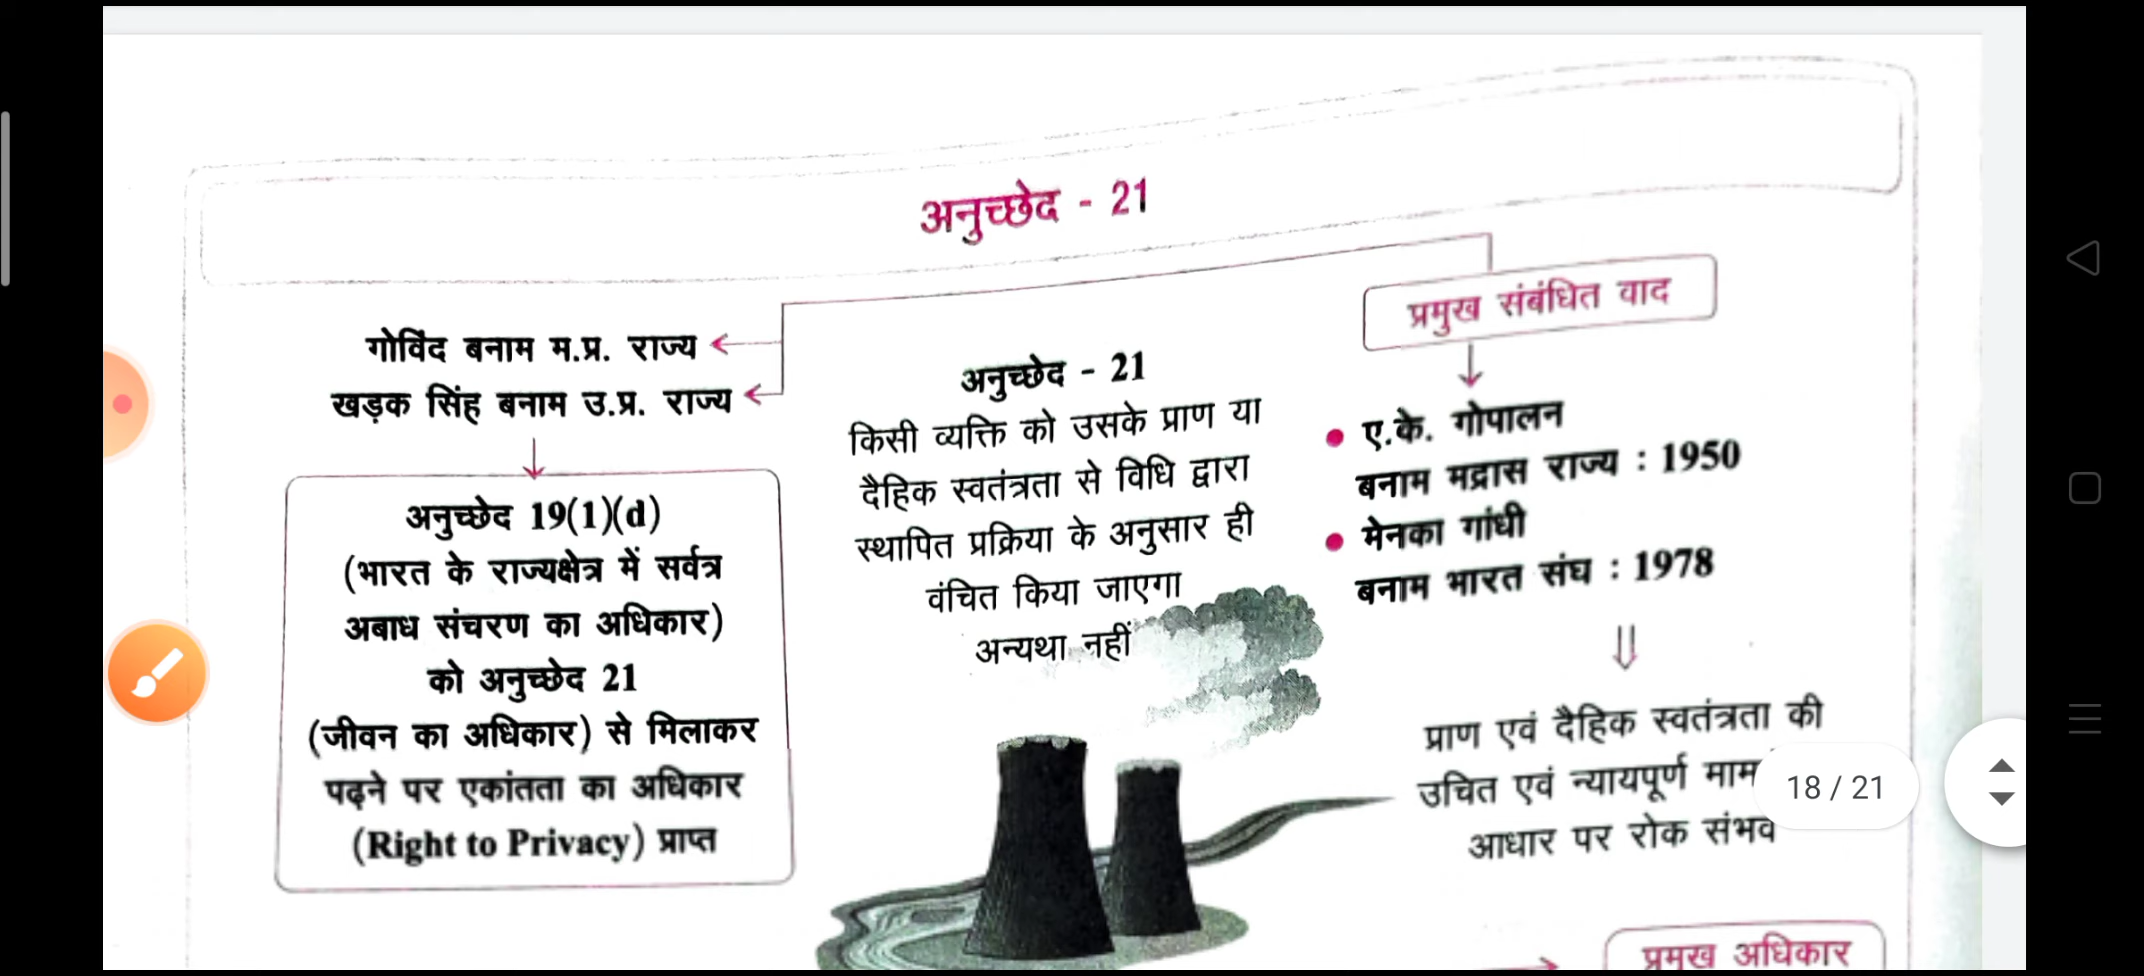 अनुच्छेद - 21
गोविंद बनाम म.प्र. राज्य
खड़क सिंह बनाम उ.प्र. राज्य
अनुच्छेद 19(1)(d)
(भारत के राज्यक्षेत्र में सर्वत्र
अबाध संचरण का अधिकार)
को अनुच्छेद 21
(जीवन का अधिकार) से मिलाकर
पढ़ने पर एकांतता का अधिकार
(Right to Privacy) प्राप्त
अनुच्छेद - 21
किसी व्यक्ति को उसके प्राण या
दैहिक स्वतंत्रता से विधि द्वारा
स्थापित प्रक्रिया के अनुसार ही
वंचित किया जाएगा
अन्यथा नहीं
प्रमुख संबंधित वाद
• ए.के. गोपालन
बनाम मद्रास राज्य : 1950
• मेनका गांधी
बनाम भारत संघ : 1978
प्राण एवं दैहिक स्वतंत्रता की
उचित एवं न्यायपूर्ण
आधार पर रोक संभव
18 / 21
प्रमुख अधिकार